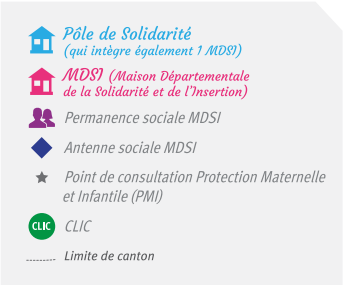 Pôle de Solidarité
(qui intègre également 1 MDSI)
MDSI (Maison Départementale
de la Solidarité et de l'Insertion)
Permanence sociale MDSI
Antenne sociale MDSI
Point de consultation Protection Maternelle
et Infantile (PMI)
CLIC CLIC
Limite de canton